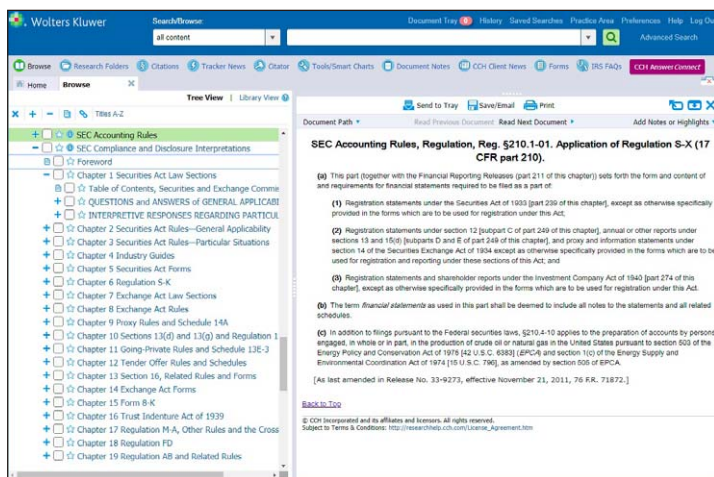 Wolters Kluwer
Search/Browse:
Document Tray 0 History Saved Searches Practice Area Preferences Help Log Ou
all content
Advanced Search
Browse Research Folders Citations Tracker News Citator Tools/Smart Charts Document Notes CCH Client News Forms IRS FAQs CCH AnswerConnect
Home Browse
Tree View | Library View
Titles A-Z
SEC Accounting Rules
SEC Compliance and Disclosure Interpretations
Foreword
Chapter 1 Securities Act Law Sections
Table of Contents, Securities and Exchange Commis
QUESTIONS and ANSWERS of GENERAL APPLICABI
INTERPRETIVE RESPONSES REGARDING PARTICUL
Chapter 2 Securities Act Rules—General Applicability
Chapter 3 Securities Act Rules—Particular Situations
Chapter 4 Industry Guides
Chapter 5 Securities Act Forms
Chapter 6 Regulation S-K
Chapter 7 Exchange Act Law Sections
Chapter 8 Exchange Act Rules
Chapter 9 Proxy Rules and Schedule 14A
Chapter 10 Sections 13(d) and 13(g) and Regulation 1
Chapter 11 Going-Private Rules and Schedule 13E-3
Chapter 12 Tender Offer Rules and Schedules
Chapter 13 Section 16, Related Rules and Forms
Chapter 14 Exchange Act Forms
Chapter 15 Form 8-K
Chapter 16 Trust Indenture Act of 1939
Chapter 17 Regulation M-A, Other Rules and the Cross
Chapter 18 Regulation FD
Chapter 19 Regulation AB and Related Rules
Send to Tray Save/Email Print
Document Path Read Previous Document Read Next Document Add Notes or Highlights
SEC Accounting Rules, Regulation, Reg. §210.1-01. Application of Regulation S-X (17
CFR part 210).
(a) This part (together with the Financial Reporting Releases (part 211 of this chapter)) sets forth the form and content of
and requirements for financial statements required to be filed as a part of:
(1) Registration statements under the Securities Act of 1933 [part 239 of this chapter], except as otherwise specifically
provided in the forms which are to be used for registration under this Act;
(2) Registration statements under section 12 [subpart C of part 249 of this chapter], annual or other reports under
sections 13 and 15(d) [subparts D and E of part 249 of this chapter], and proxy and information statements under
section 14 of the Securities Exchange Act of 1934 except as otherwise specifically provided in the forms which are to be
used for registration and reporting under these sections of this Act; and
(3) Registration statements and shareholder reports under the Investment Company Act of 1940 [part 274 of this
chapter], except as otherwise specifically provided in the forms which are to be used for registration under this Act.
(b) The term financial statements as used in this part shall be deemed to include all notes to the statements and all related
schedules.
(c) In addition to filings pursuant to the Federal securities laws, §210.4-10 applies to the preparation of accounts by persons
engaged, in whole or in part, in the production of crude oil or natural gas in the United States pursuant to section 503 of the
Energy Policy and Conservation Act of 1975 [42 U.S.C. 6383] (EPCA) and section 1(c) of the Energy Supply and
Environmental Coordination Act of 1974 [15 U.S.C. 796], as amended by section 505 of EPCA.
[As last amended in Release No. 33-9273, effective November 21, 2011, 76 F.R. 71872.]
Back to Top
© CCH Incorporated and its affiliates and licensors. All rights reserved.
Subject to Terms & Conditions: http://researchhelp.cch.com/License_Agreement.htm